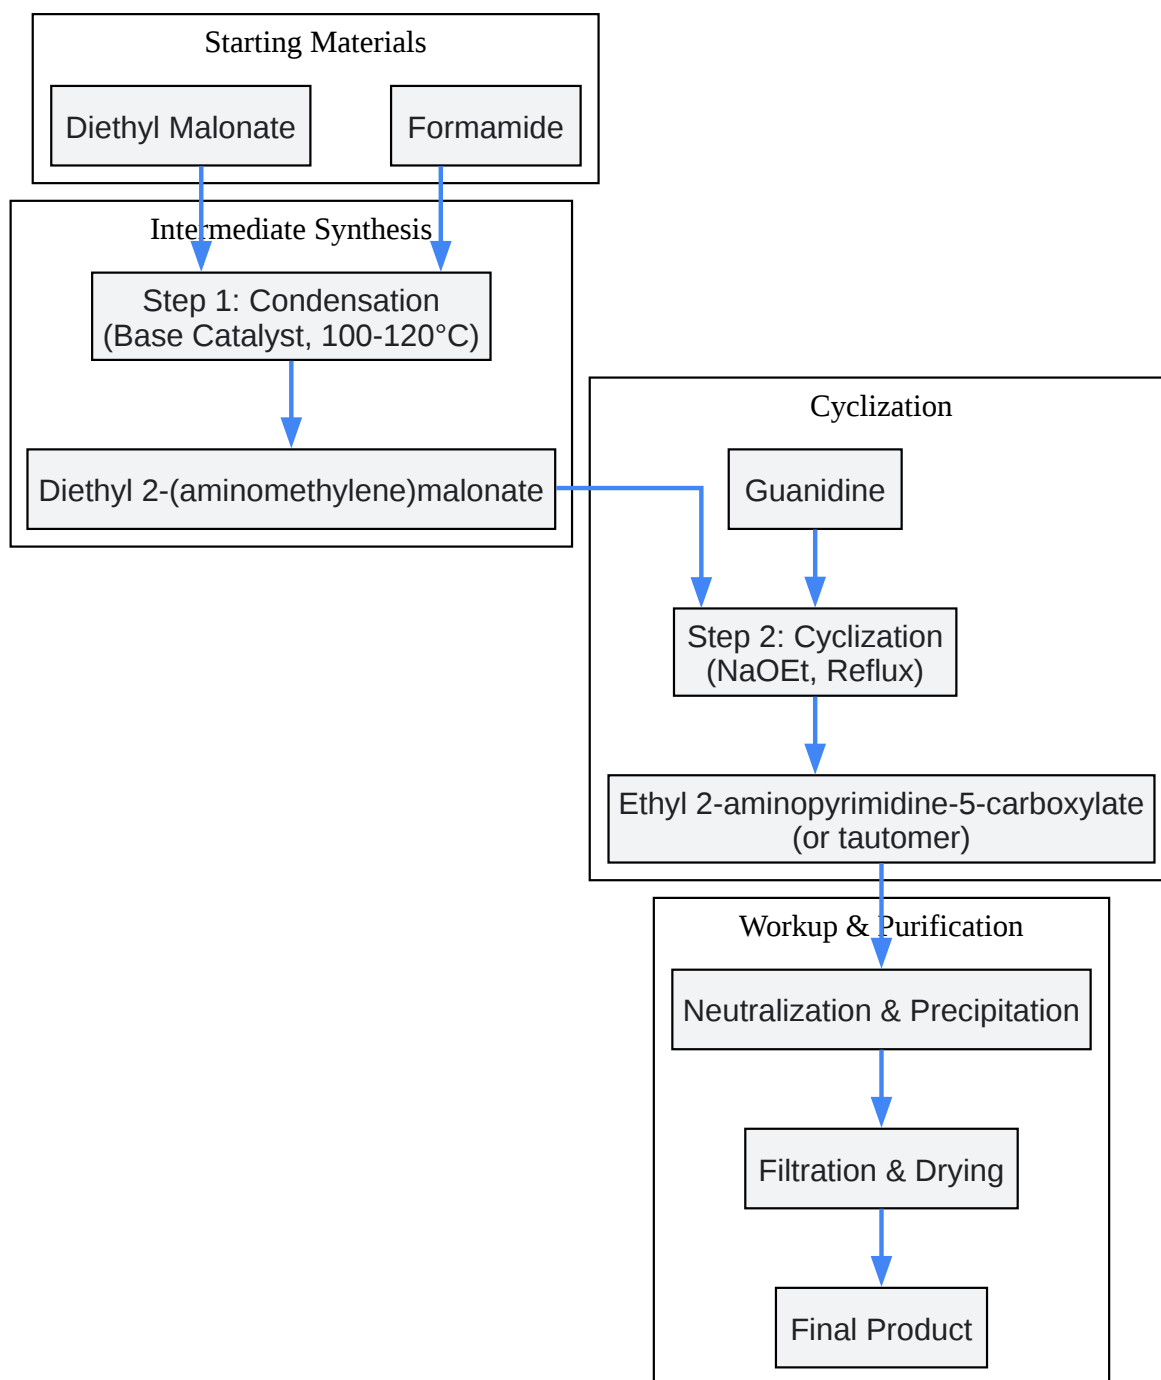 Starting Materials
Diethyl Malonate
Formamide
Intermediate Synthesis
Step 1: Condensation
(Base Catalyst, 100-120°C)
Diethyl 2-(aminomethylene)malonate
Cyclization
Guanidine
Step 2: Cyclization
(NaOEt, Reflux)
Ethyl 2-aminopyrimidine-5-carboxylate
(or tautomer)
Workup & Purification
Neutralization & Precipitation
Filtration & Drying
Final Product